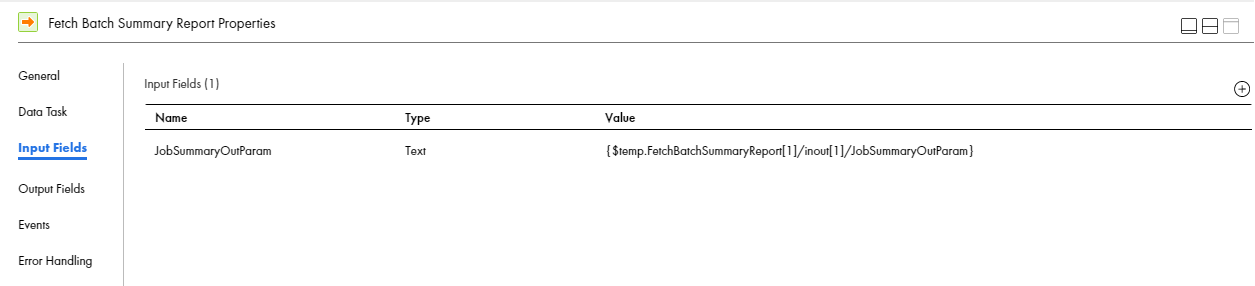 Fetch Batch Summary Report Properties
General
Data Task
Input Fields
Output Fields
Events
Error Handling
Input Fields (1)
Name Type Value
JobSummaryOutParam Text {$temp.FetchBatchSummaryReport[1]/inout[1]/JobSummaryOutParam}